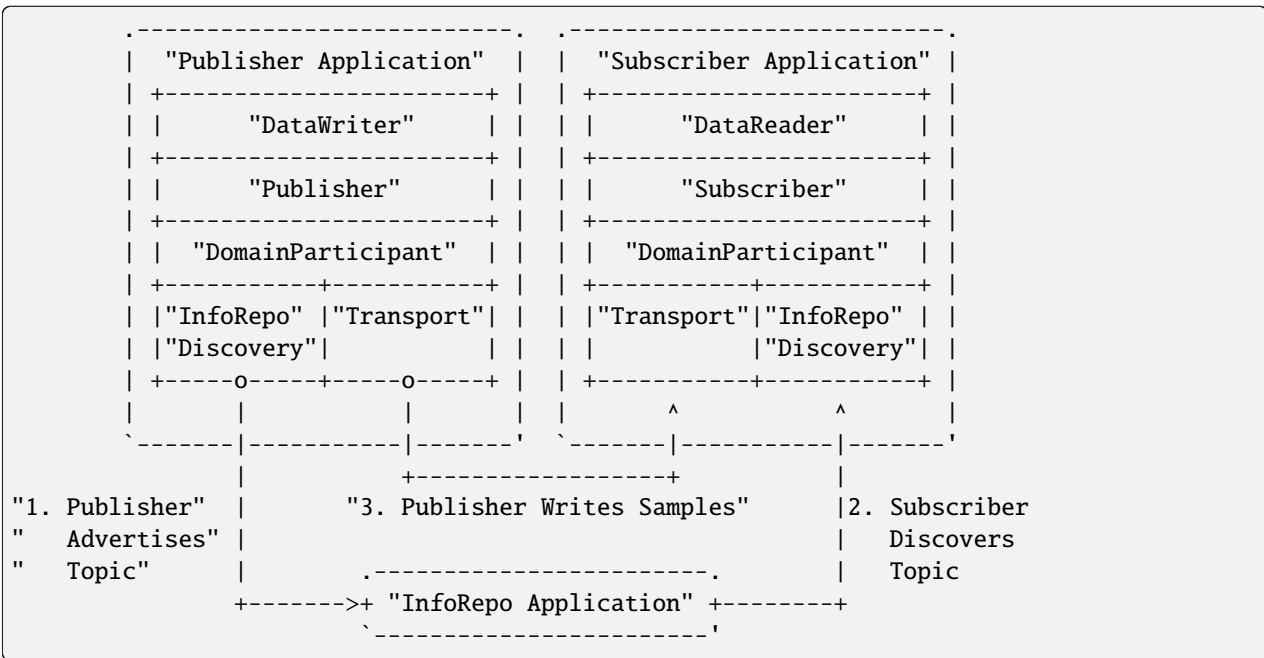 .---------------------------.  .---------------------------.
|  "Publisher Application"  |  |  "Subscriber Application" |
| +-----------------------+ |  | +-----------------------+ |
| |      "DataWriter"     | |  | |      "DataReader"     | |
| +-----------------------+ |  | +-----------------------+ |
| |      "Publisher"      | |  | |      "Subscriber"     | |
| +-----------------------+ |  | +-----------------------+ |
| |  "DomainParticipant"  | |  | |  "DomainParticipant"  | |
| +-----------+-----------+ |  | +-----------+-----------+ |
| |"InfoRepo" |"Transport"| |  | |"Transport"|"InfoRepo" | |
| |"Discovery"|           | |  | |           |"Discovery"| |
| +-----o-----+-----o-----+ |  | +-----------+-----------+ |
|       |           |       |  |       ^           ^       |
`-------|-----------|-------'  `-------|-----------|-------'
        |           +------------------+           |
"1. Publisher"  |      "3. Publisher Writes Samples"      |2. Subscriber
"   Advertises" |                                          |   Discovers
"   Topic"      |        .------------------------.        |   Topic
+------->+ "InfoRepo Application" +--------+
`------------------------'